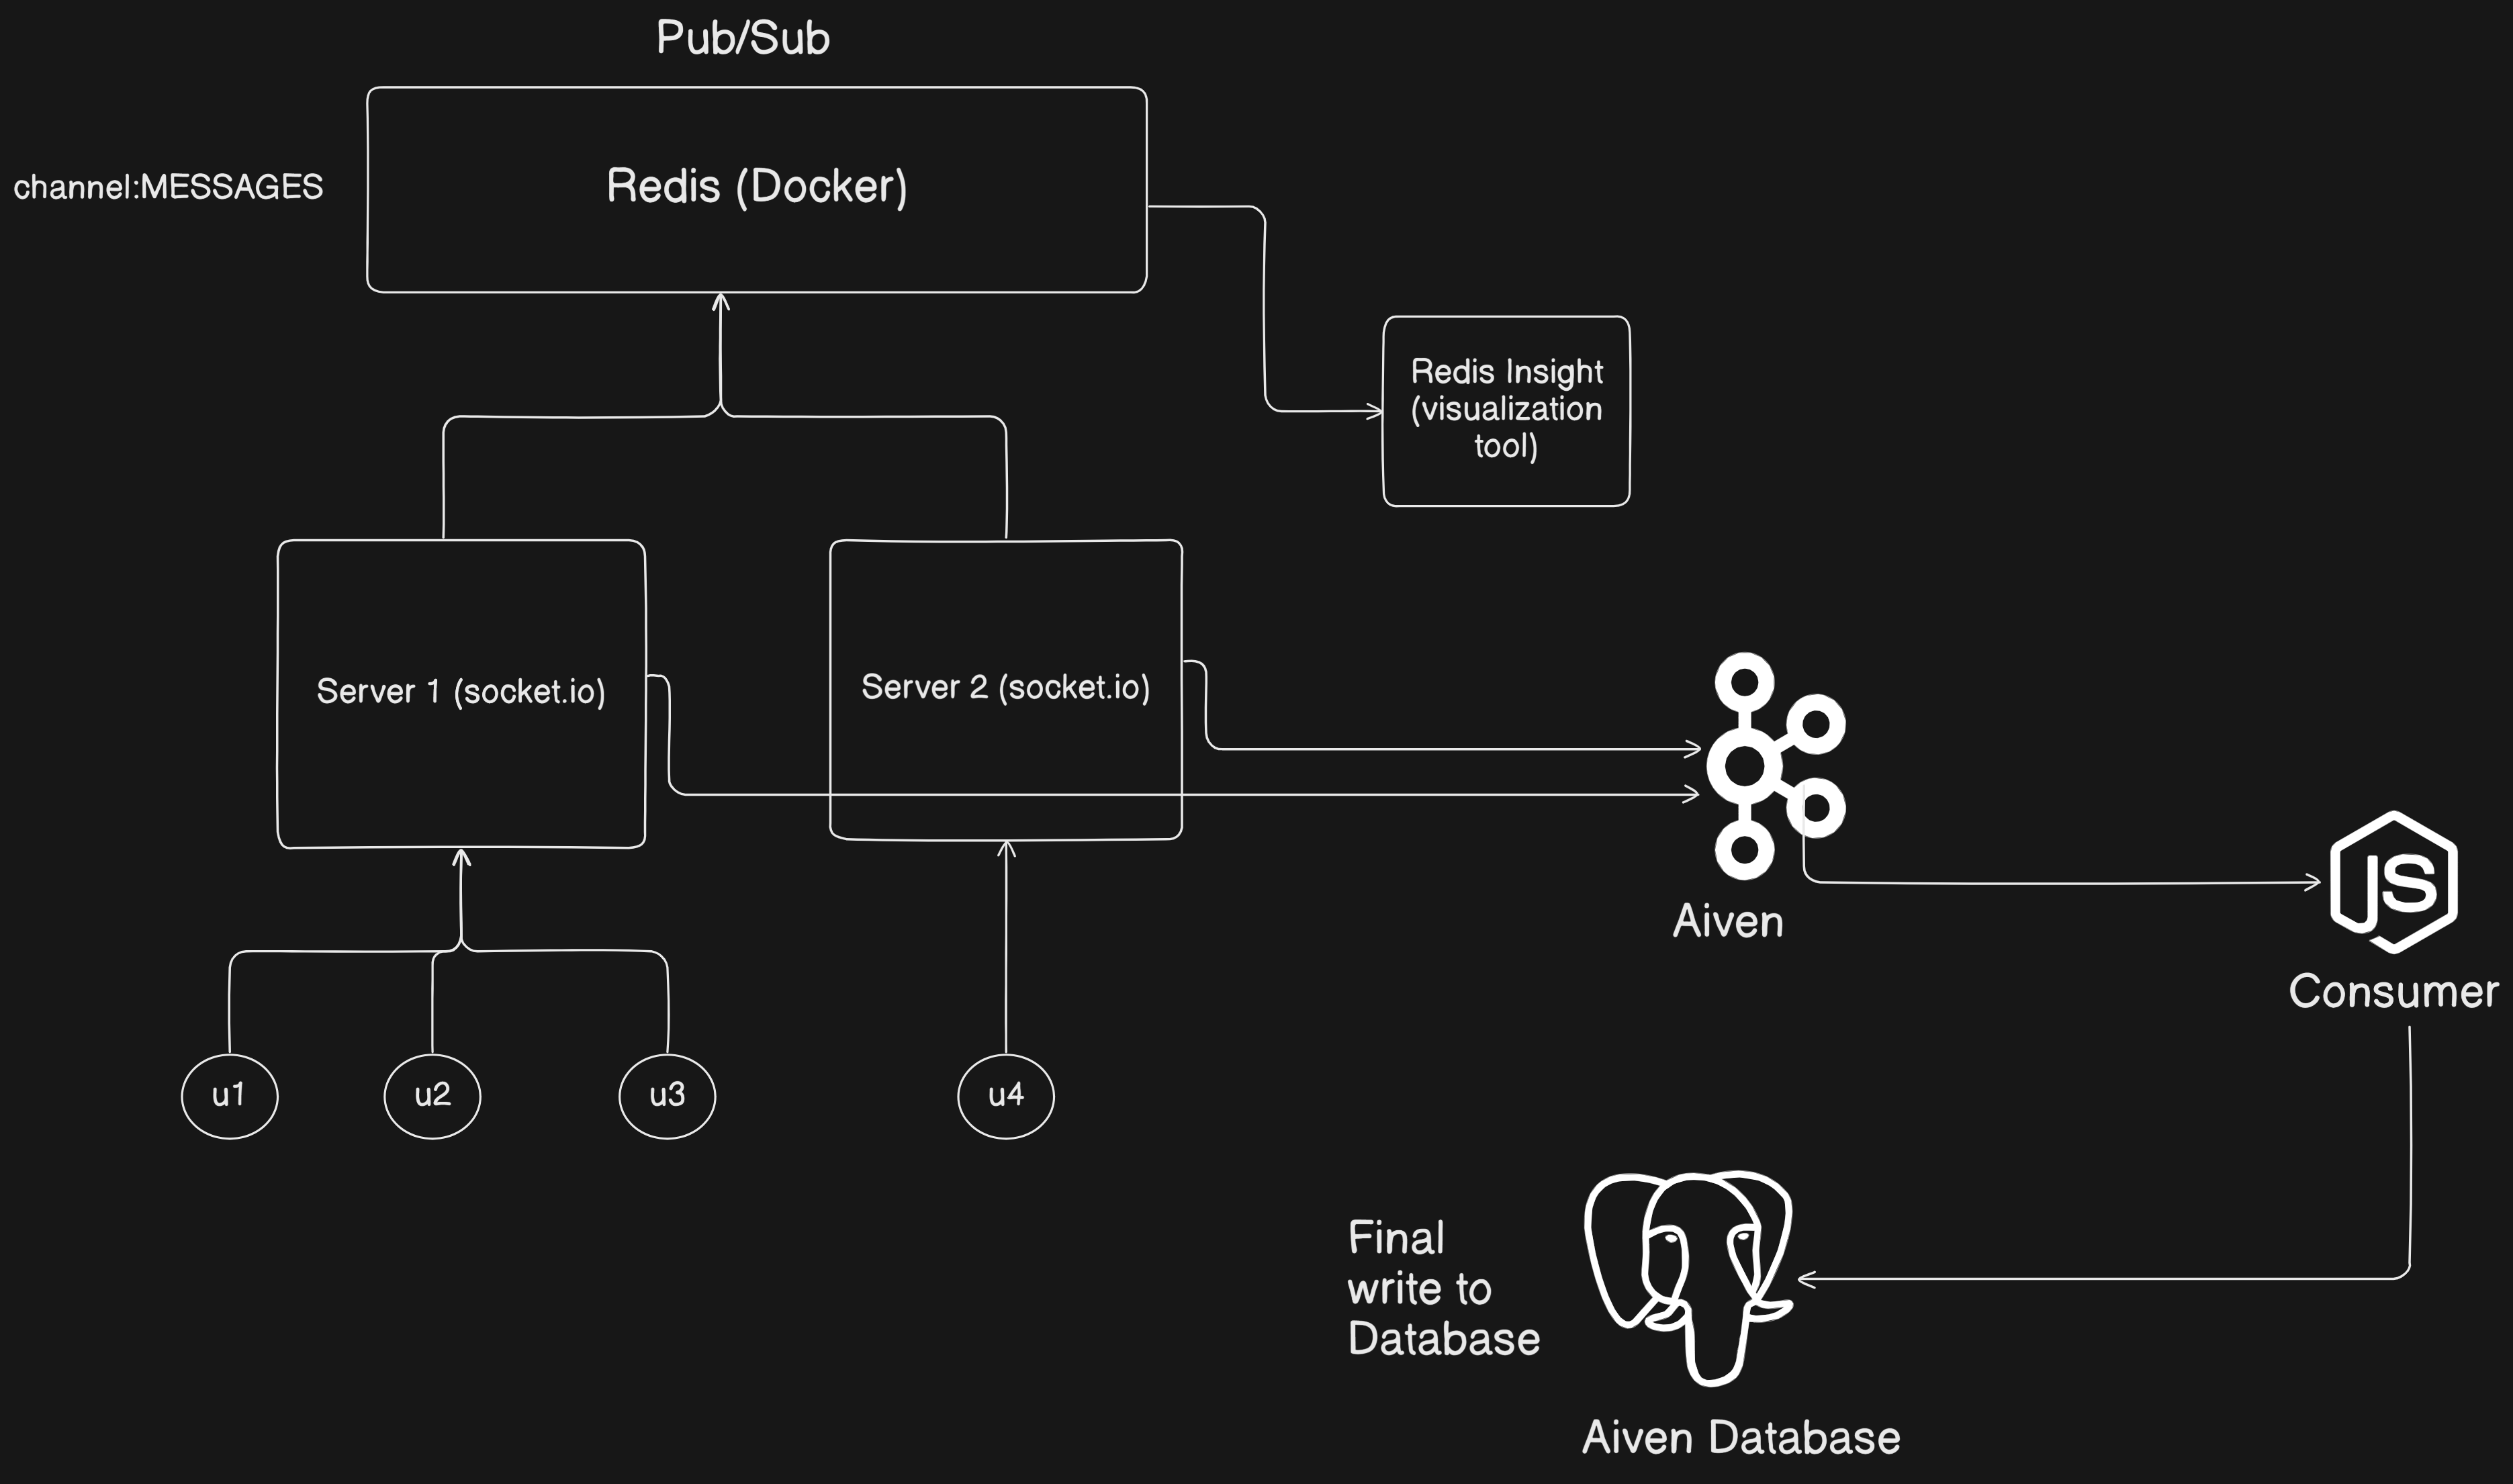 Pub/Sub
channel:MESSAGES
Redis (Docker)
Redis Insight
(visualization
tool)
Server 1 (socket.io)
Server 2 (socket.io)
Aiven
JS
Consumer
u1
u2
u3
u4
Final
write to
Database
Aiven Database